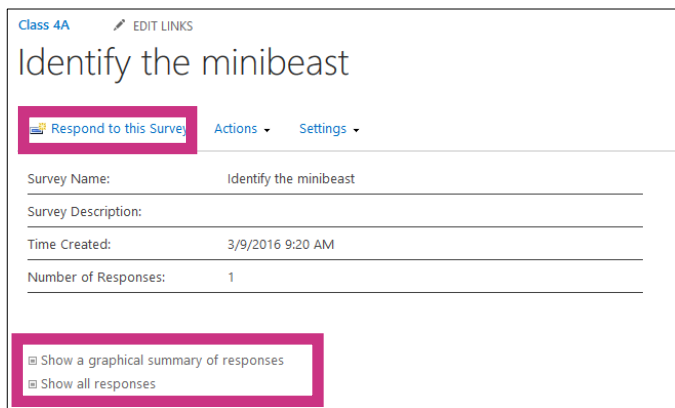 Class 4A EDIT LINKS
Identify the minibeast
Respond to this Survey Actions Settings
Survey Name: Identify the minibeast
Survey Description:
Time Created: 3/9/2016 9:20 AM
Number of Responses: 1
Show a graphical summary of responses
Show all responses